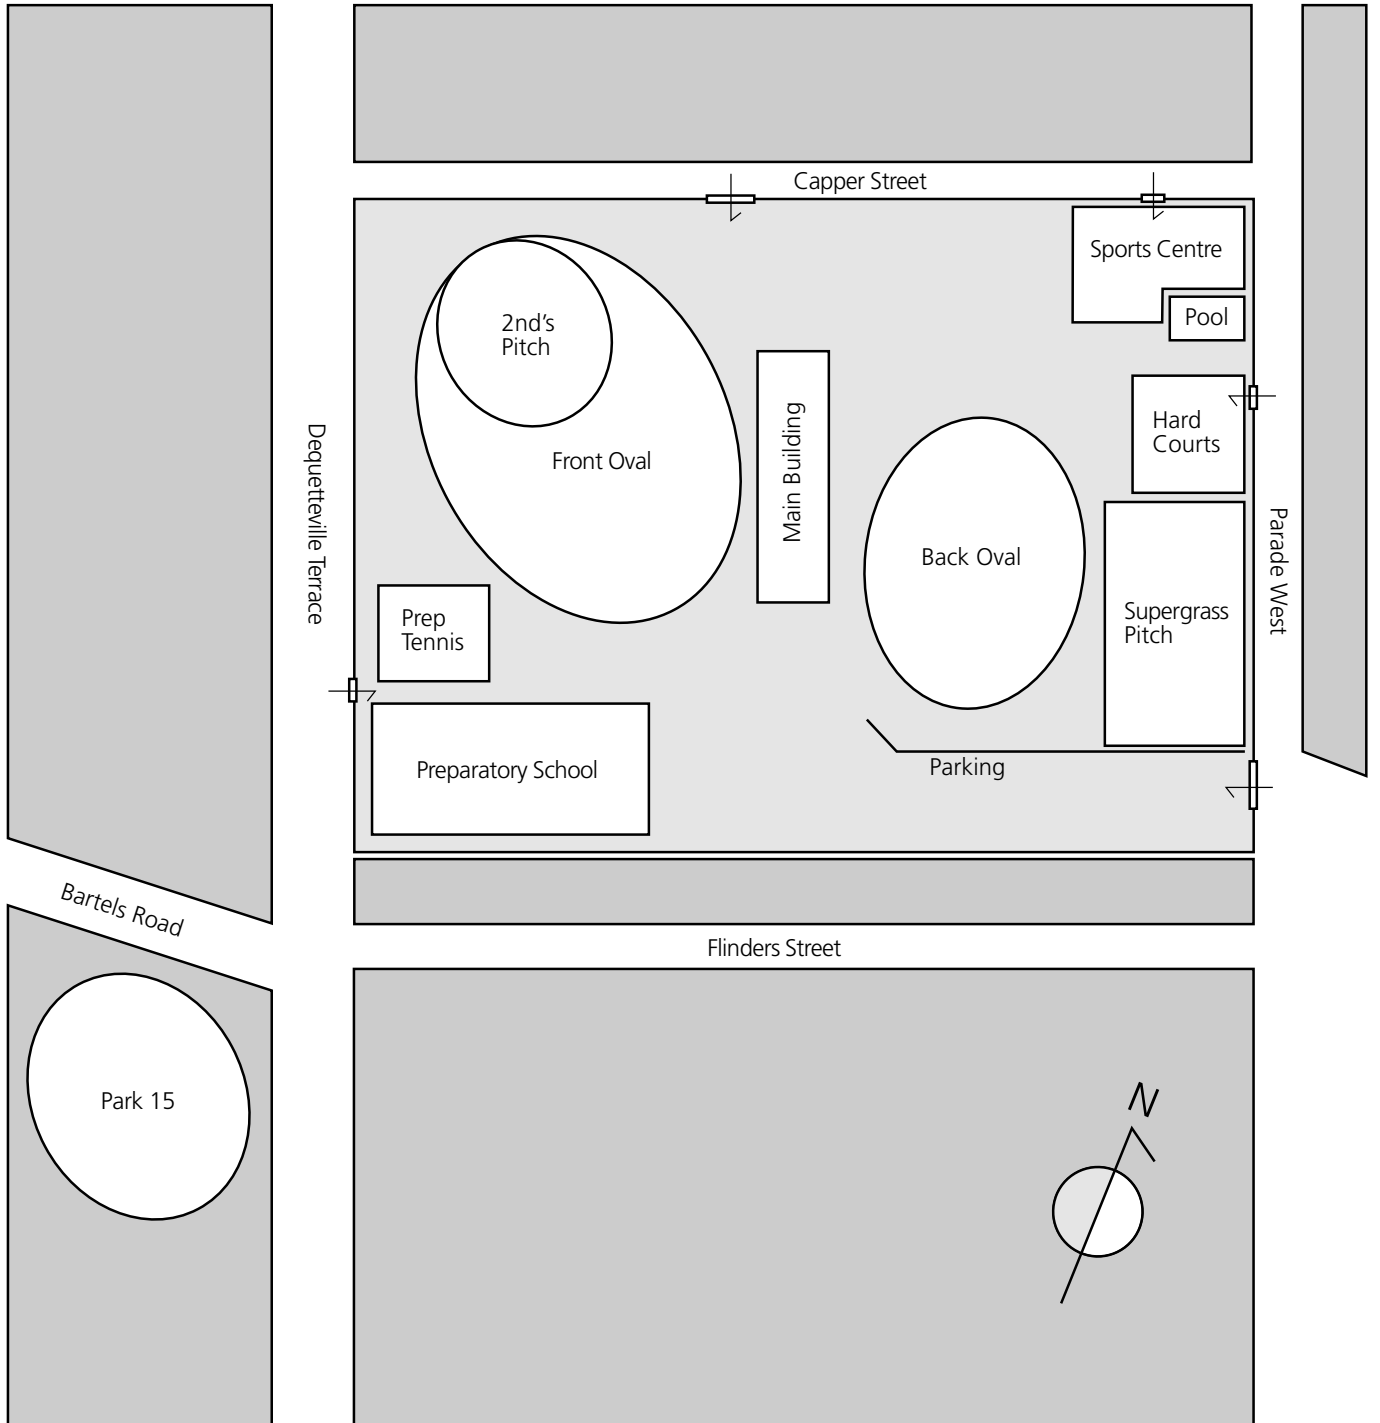 Capper Street
Sports Centre
Pool
2nd's
Pitch
Hard
Courts
Main Building
Dequetteville Terrace
Front Oval
Back Oval
Parade West
Prep
Tennis
Supergrass
Pitch
Preparatory School
Parking
Bartels Road
Flinders Street
Park 15
N